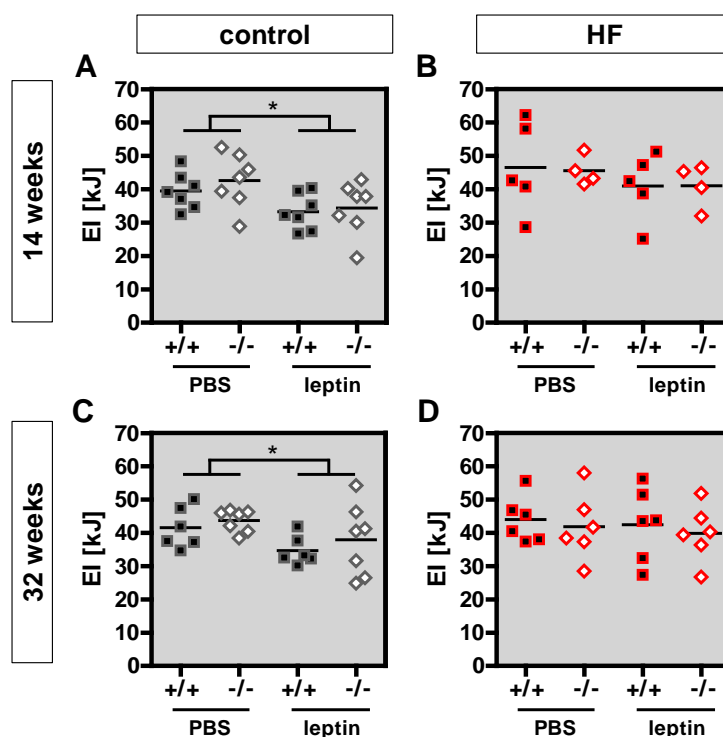 control
HF
14 weeks
A
EI [kJ]
70
60
50
40
30
20
10
0
*
+/+ -/- +/+ -/-
PBS leptin
B
EI [kJ]
70
60
50
40
30
20
10
0
+/+ -/- +/+ -/-
PBS leptin
32 weeks
C
EI [kJ]
70
60
50
40
30
20
10
0
*
+/+ -/- +/+ -/-
PBS leptin
D
EI [kJ]
70
60
50
40
30
20
10
0
+/+ -/- +/+ -/-
PBS leptin